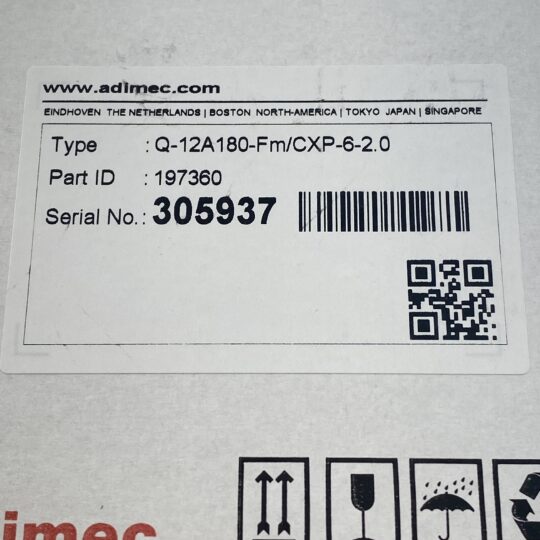 www.adimec.com
EINDHOVEN THE NETHERLANDS | BOSTON NORTH-AMERICA | TOKYO JAPAN | SINGAPORE
Type : Q-12A180-Fm/CXP-6-2.0
Part ID : 197360
Serial No. : 305937
dimec